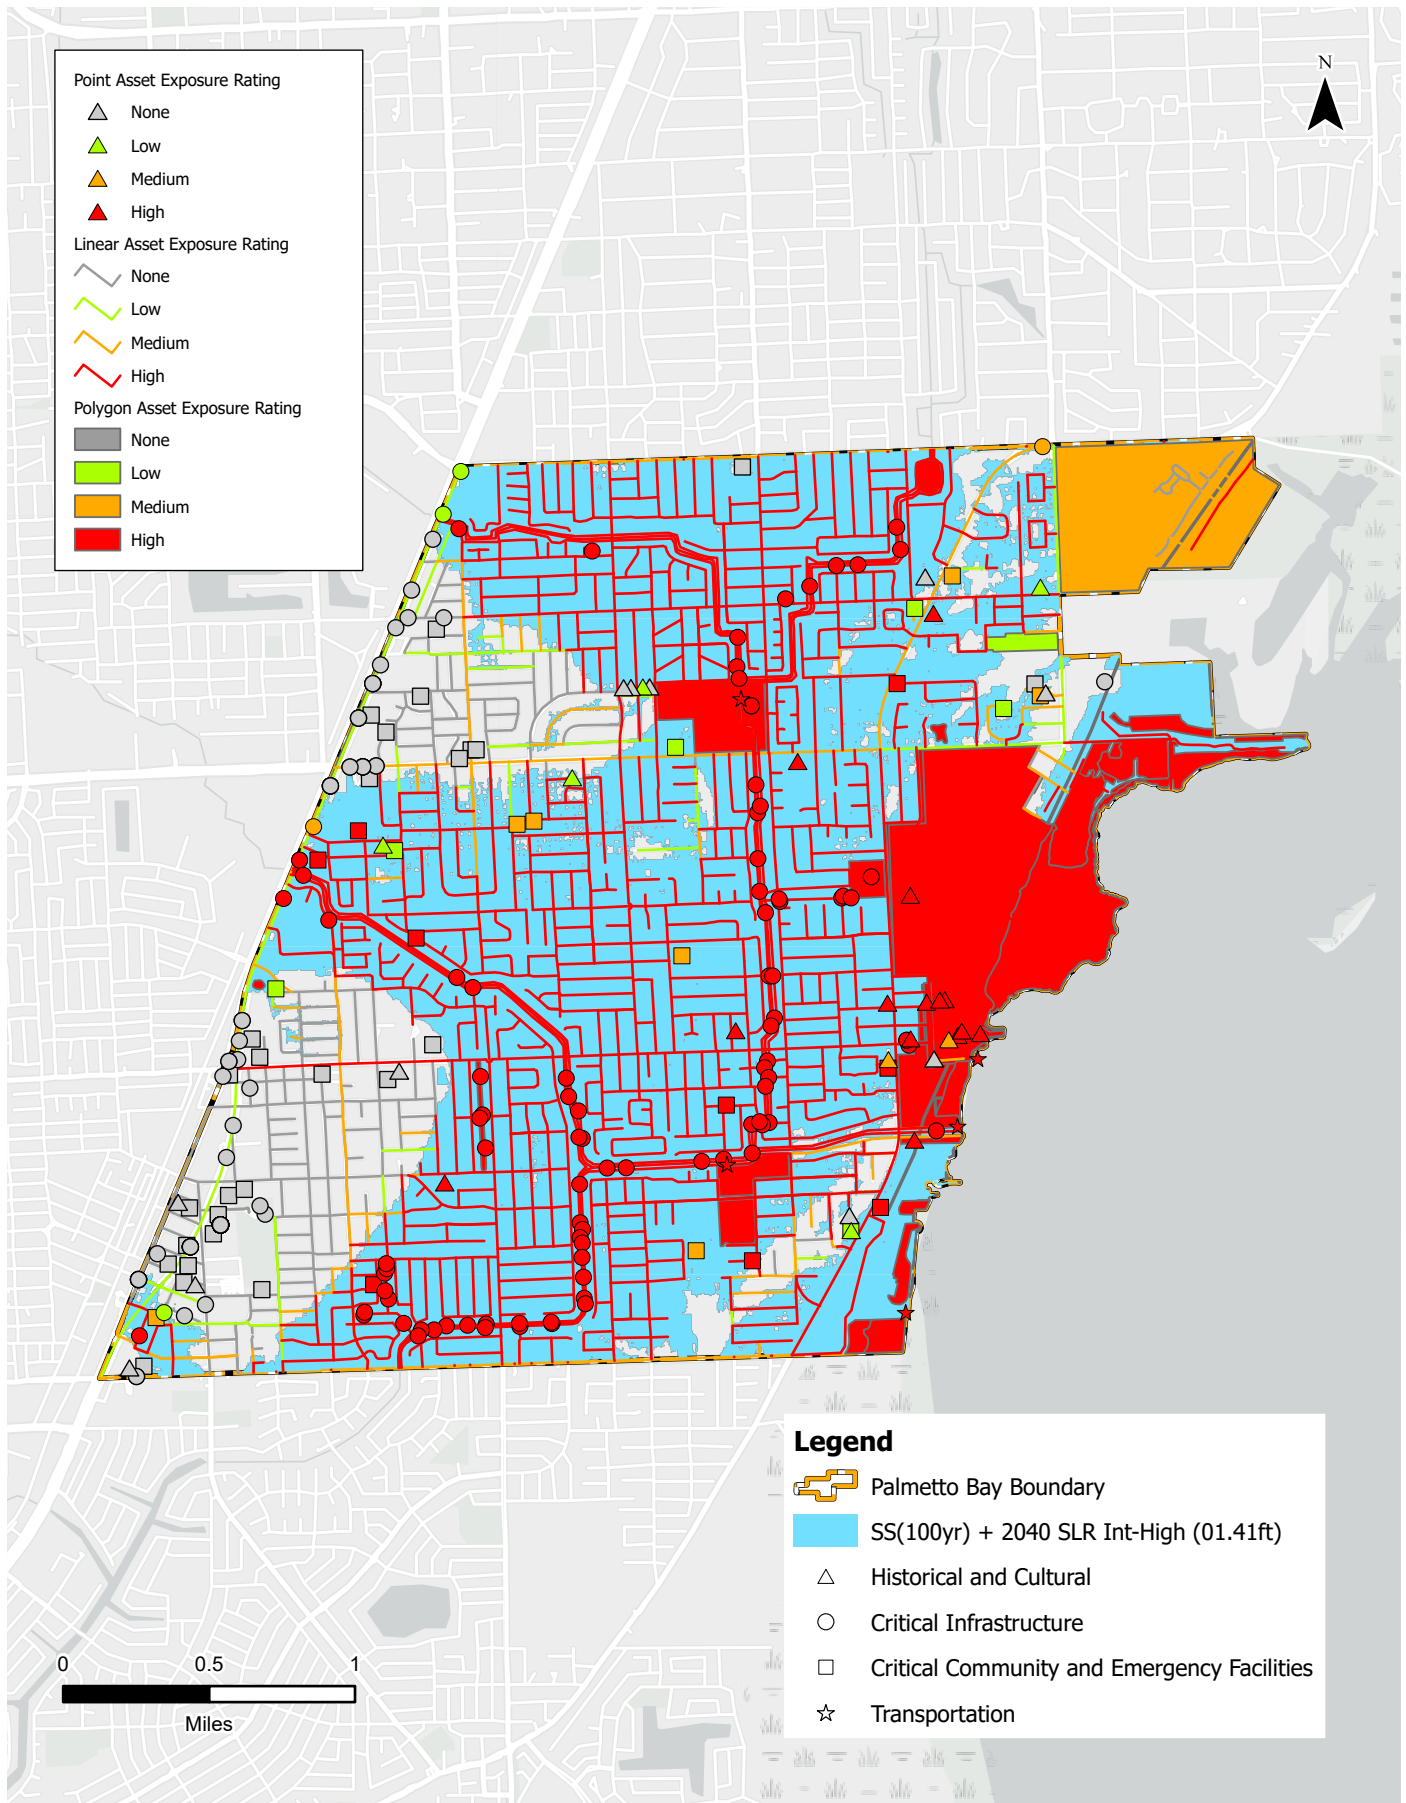 Point Asset Exposure Rating
None
Low
Medium
High
Linear Asset Exposure Rating
None
Low
Medium
High
Polygon Asset Exposure Rating
None
Low
Medium
High
N
Legend
Palmetto Bay Boundary
SS(100yr) + 2040 SLR Int-High (01.41ft)
Historical and Cultural
Critical Infrastructure
Critical Community and Emergency Facilities
Transportation
0 0.5 1
Miles